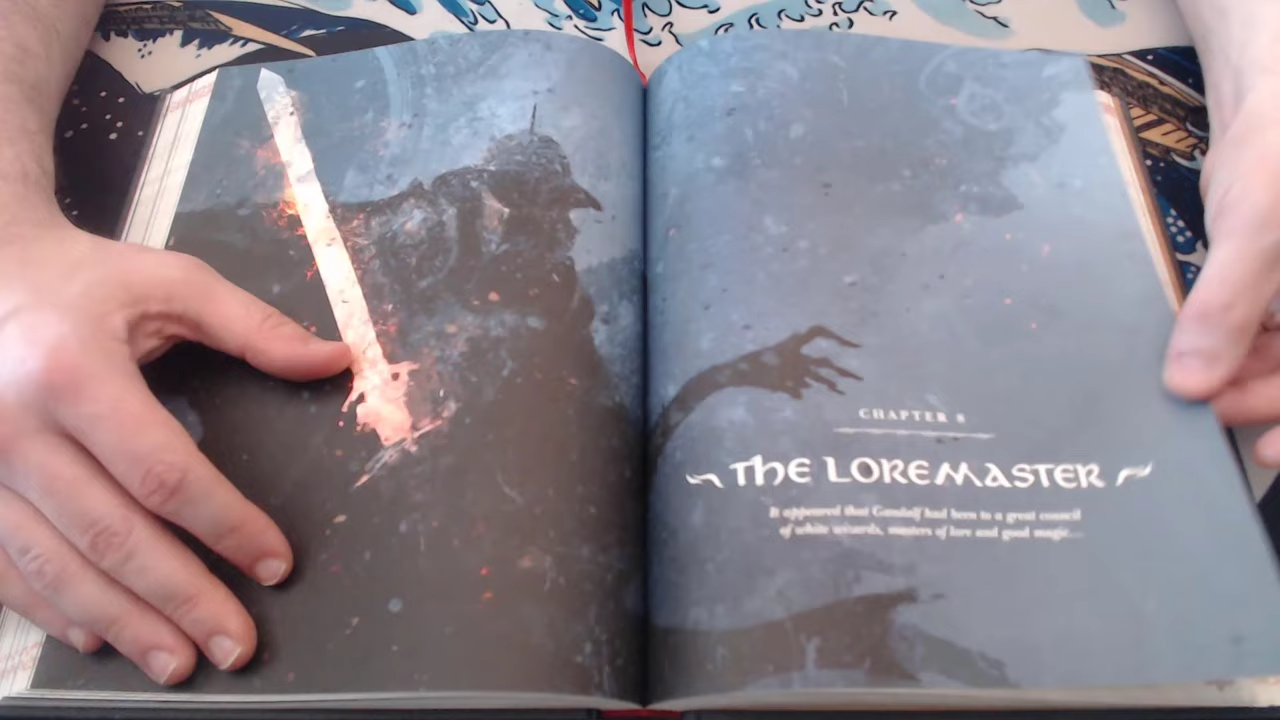 CHAPTER 8
THE LOREMASTER
It appeared that Gandalf had been to a great council
of white wizards, masters of lore and good magic...